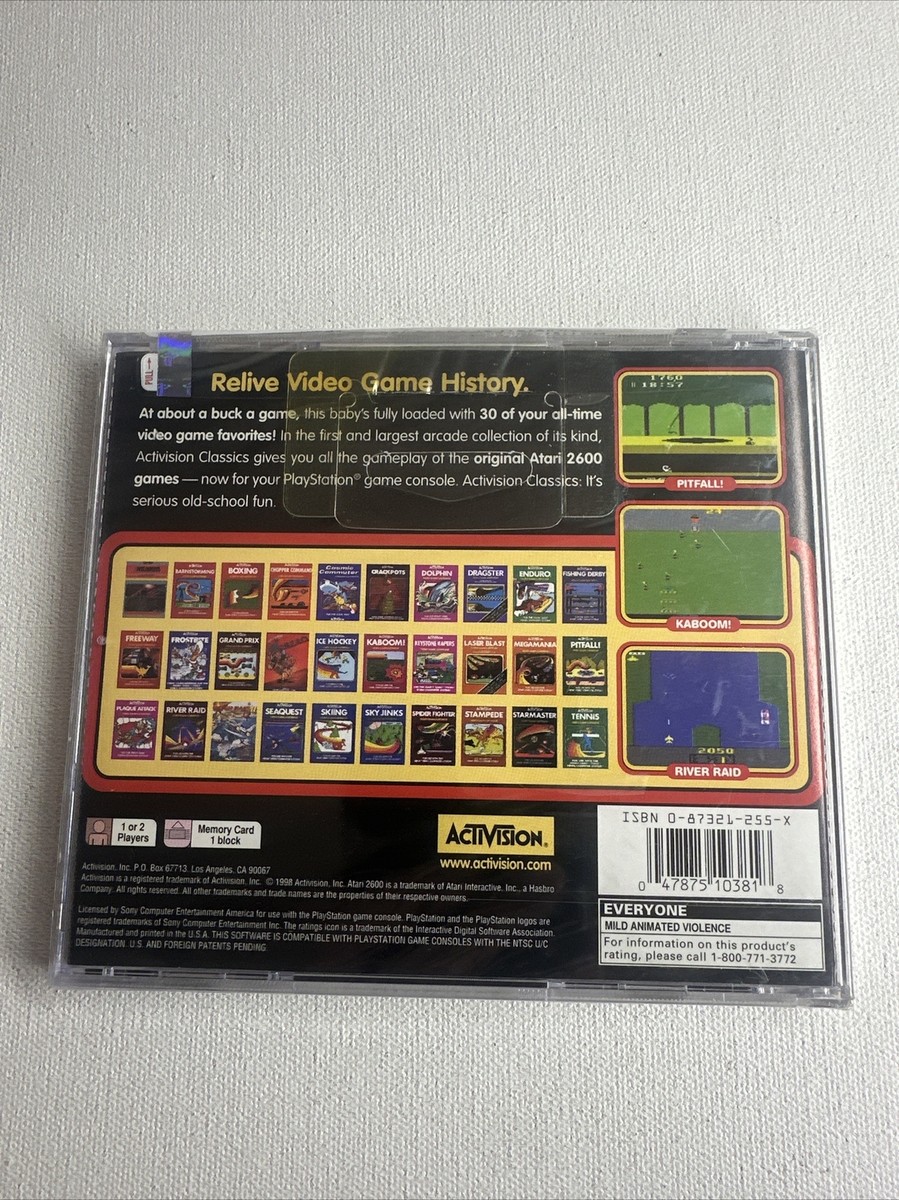 PULL→
Relive Video Game History.
At about a buck a game, this baby's fully loaded with 30 of your all-time
video game favorites! In the first and largest arcade collection of its kind,
Activision Classics gives you all the gameplay of the original Atari 2600
games — now for your PlayStation® game console. Activision Classics: It's
serious old-school fun.
1760
18:57
PITFALL!
24
KABOOM!
2050
RIVER RAID
BARNSTORMING
BOXING
CHOPPER COMMAND
Cosmic Commuter
CRACKPOTS
DOLPHIN
DRAGSTER
ENDURO
FISHING DERBY
FREEWAY
FROSTBITE
GRAND PRIX
ICE HOCKEY
KABOOM!
KEYSTONE KAPERS
LASER BLAST
MEGAMANIA
PITFALL!
PLAQUE ATTACK
RIVER RAID
SEAQUEST
SKIING
SKY JINKS
SPIDER FIGHTER
STAMPEDE
STARMASTER
TENNIS
1 or 2
Players
Memory Card
1 block
ACTIVISION®
www.activision.com
Activision, Inc. P.O. Box 67713, Los Angeles, CA 90067
Activision is a registered trademark of Activision, Inc. © 1998 Activision, Inc. Atari 2600 is a trademark of Atari Interactive, Inc., a Hasbro
Company. All rights reserved. All other trademarks and trade names are the properties of their respective owners.
Licensed by Sony Computer Entertainment America for use with the PlayStation game console. PlayStation and the PlayStation logos are
registered trademarks of Sony Computer Entertainment Inc. The ratings icon is a trademark of the Interactive Digital Software Association.
Manufactured and printed in the U.S.A. THIS SOFTWARE IS COMPATIBLE WITH PLAYSTATION GAME CONSOLES WITH THE NTSC U/C
DESIGNATION. U.S. AND FOREIGN PATENTS PENDING.
ISBN 0-87321-255-X
0 47875 10381 8
EVERYONE
MILD ANIMATED VIOLENCE
For information on this product's
rating, please call 1-800-771-3772